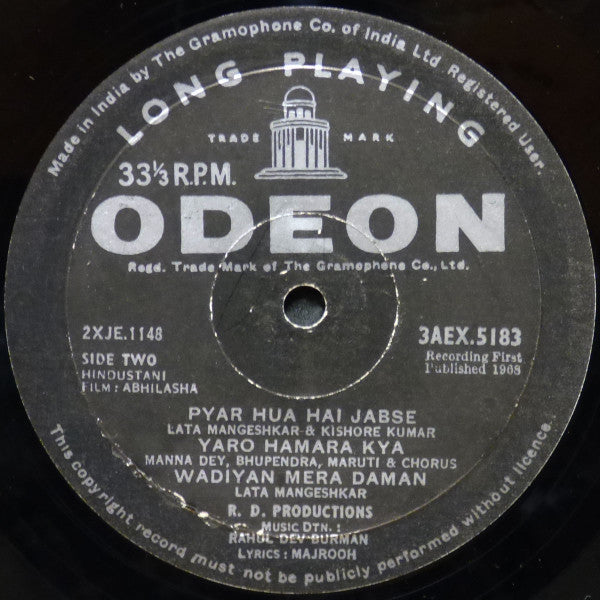 Made in India by The Gramophone Co. of India Ltd Registered User.
LONG PLAYING
TRADE MARK
33⅓ R.P.M.
ODEON
Regd. Trade Mark of The Gramophone Co., Ltd.
2XJE.1148
3AEX.5183
SIDE TWO
Recording First
Published 1968
HINDUSTANI
FILM : ABHILASHA
PYAR HUA HAI JABSE
LATA MANGESHKAR & KISHORE KUMAR
YARO HAMARA KYA
MANNA DEY, BHUPENDRA, MARUTI & CHORUS
WADIYAN MERA DAMAN
LATA MANGESHKAR
R. D. PRODUCTIONS
MUSIC DTN. :
RAHUL DEV BURMAN
LYRICS : MAJROOH
This copyright record must not be publicly performed without licence.